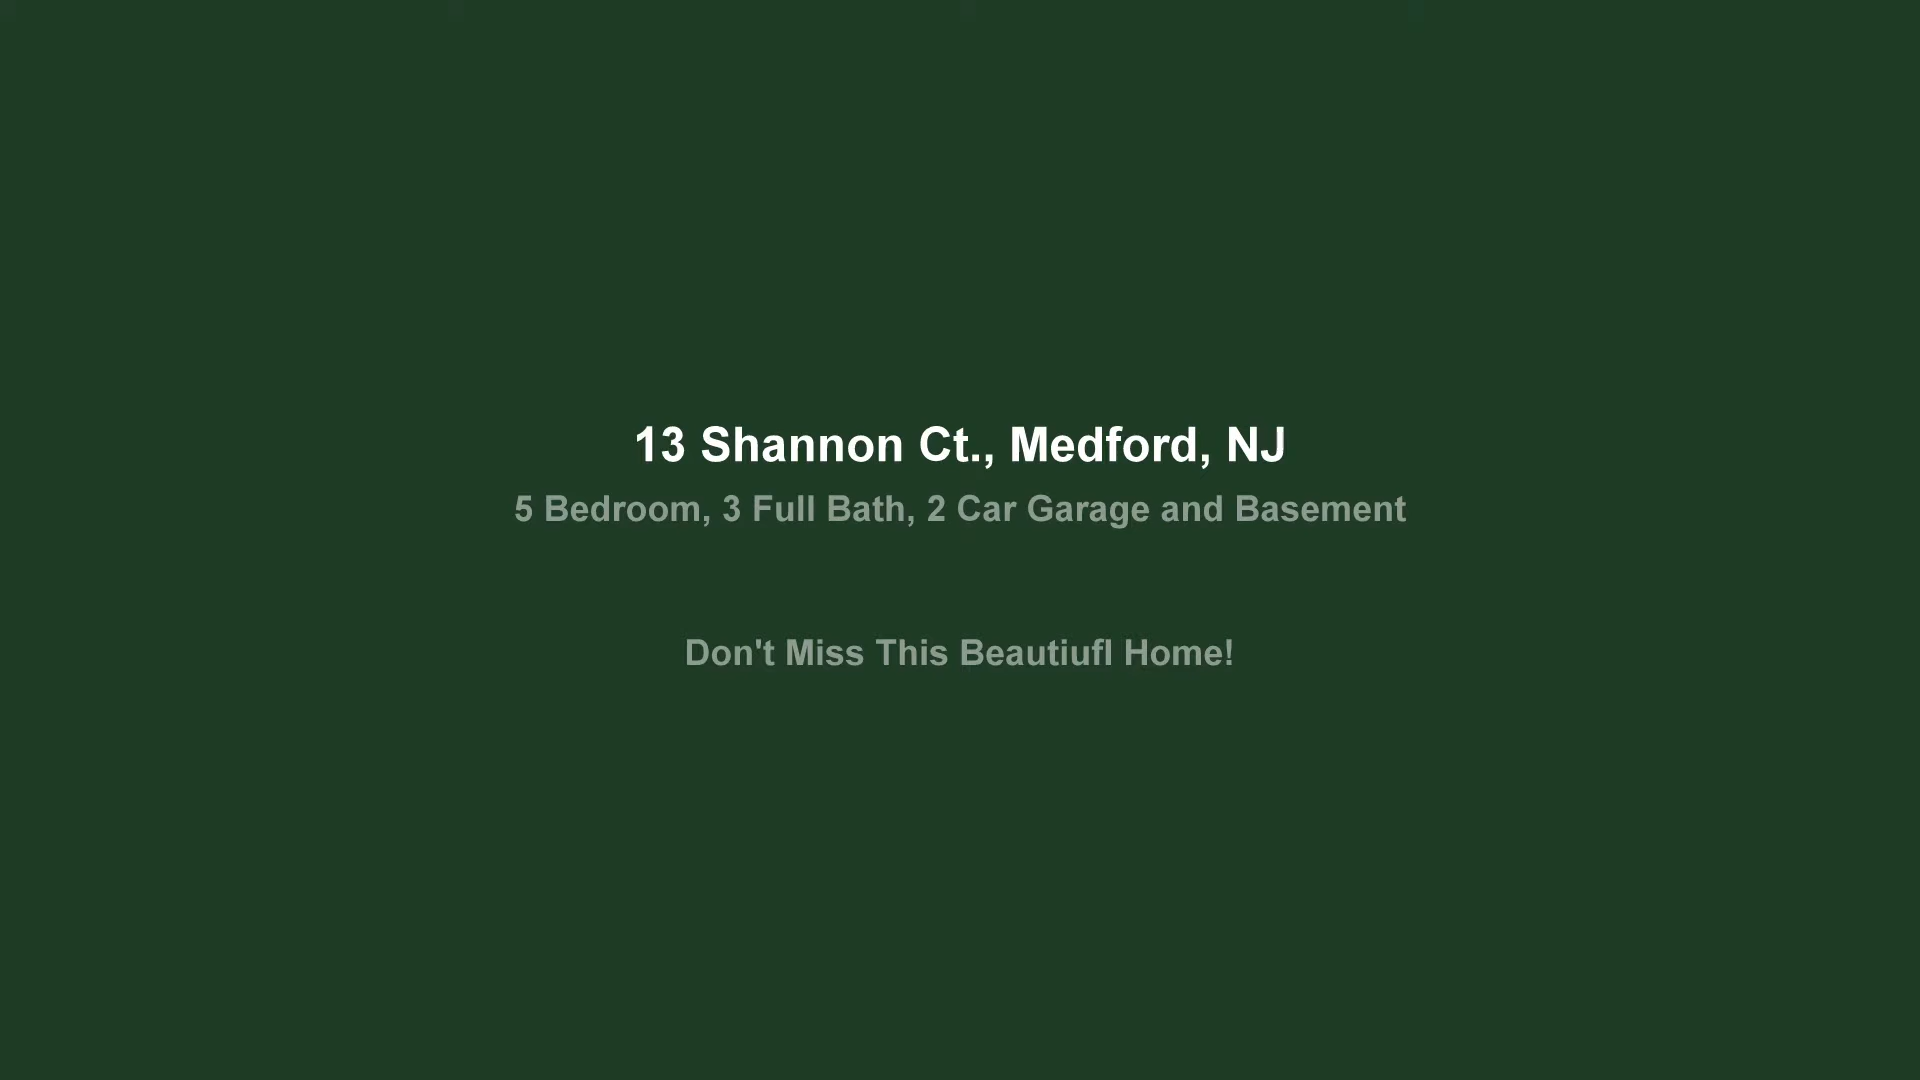 13 Shannon Ct., Medford, NJ
5 Bedroom, 3 Full Bath, 2 Car Garage and Basement
Don't Miss This Beautiufl Home!